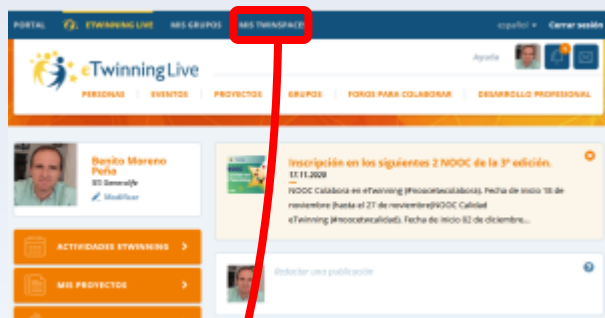 PORTAL ETWINNING LIVE MIS GRUPOS MIS TWINSPACES español Cerrar sesión
Ayuda
eTwinning Live
PERSONAS EVENTOS PROYECTOS GRUPOS FOROS PARA COLABORAR DESARROLLO PROFESIONAL
Benito Moreno
Peña
IES Generalife
Modificar
Inscripción en los siguientes 2 NOOC de la 3ª edición.
17.11.2020
NOOC Colabora en eTwinning (#noocetwcolabora). Fecha de inicio 18 de
noviembre (hasta el 27 de noviembre)NOOC Calidad
eTwinning (#noocetwcalidad). Fecha de inicio 02 de diciembre...
ACTIVIDADES ETWINNING
MIS PROYECTOS
Redactar una publicación